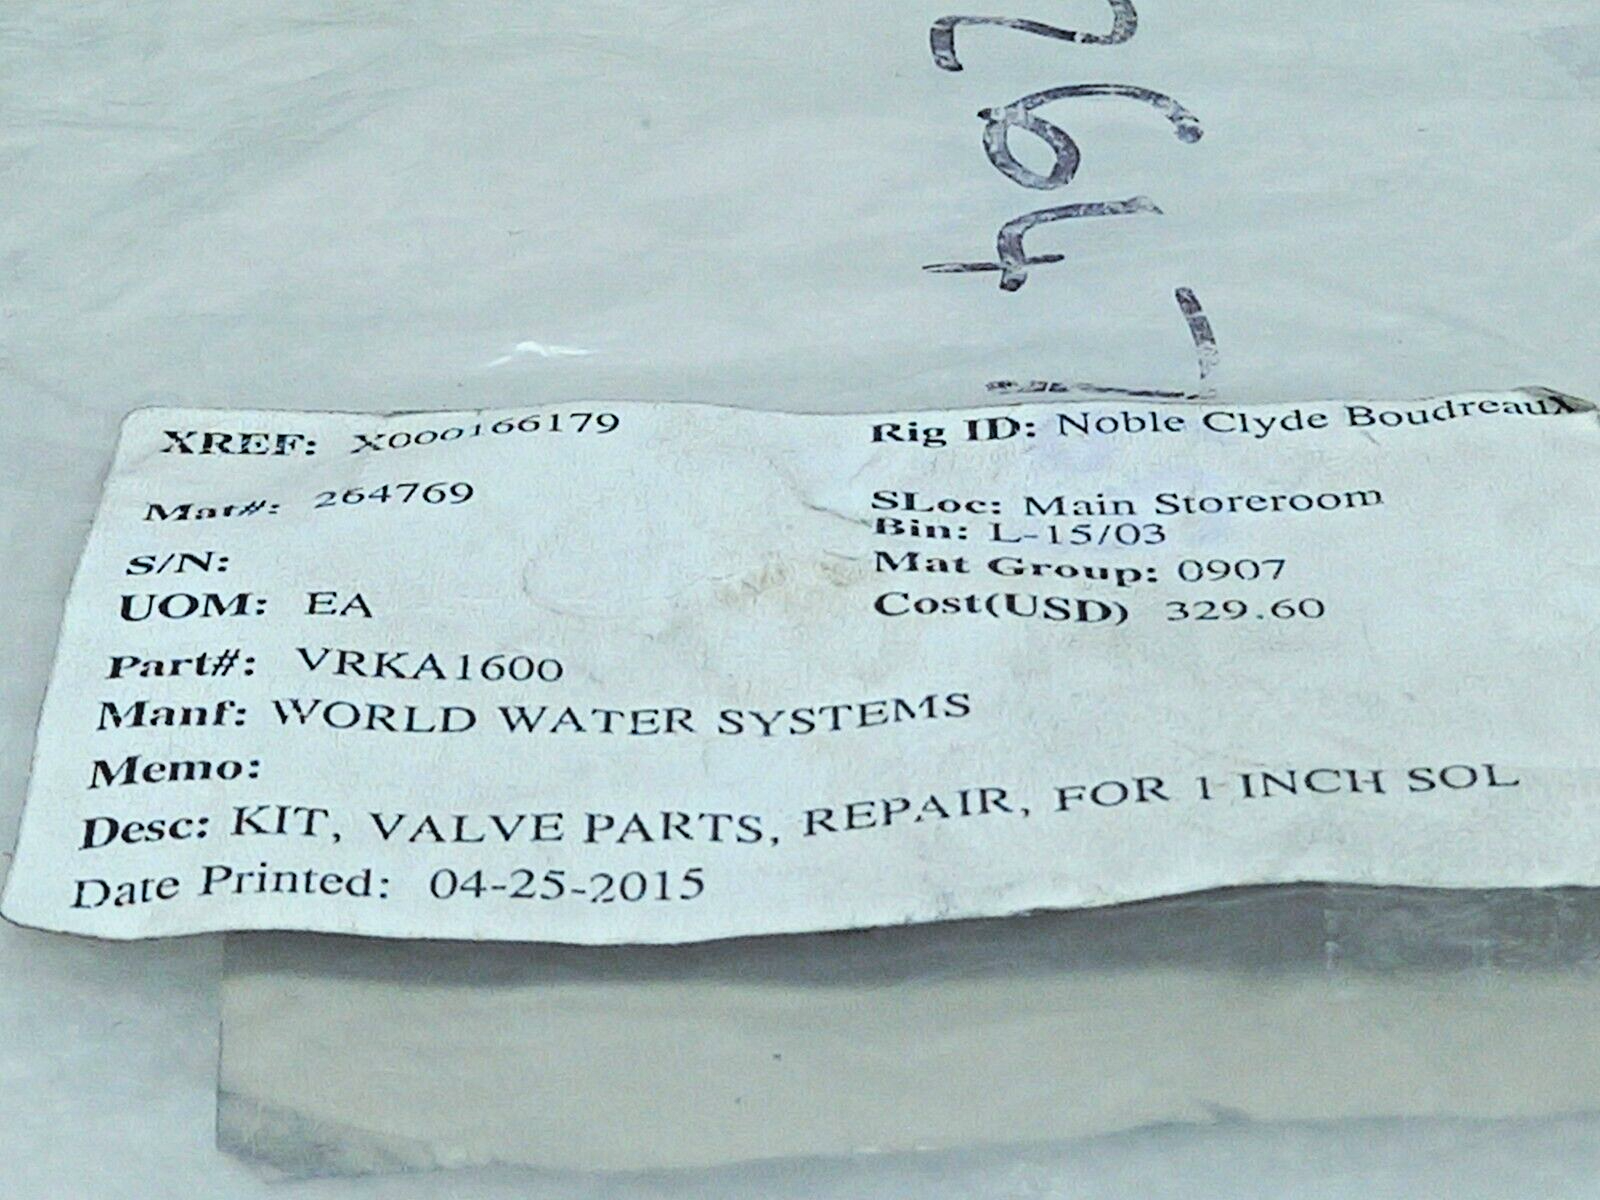 2647
XREF: X000166179
Rig ID: Noble Clyde Boudreaux
Mat#: 264769
SLoc: Main Storeroom
Bin: L-15/03
S/N:
Mat Group: 0907
UOM: EA
Cost(USD) 329.60
Part#: VRKA1600
Manf: WORLD WATER SYSTEMS
Memo:
Desc: KIT, VALVE PARTS, REPAIR, FOR 1 INCH SOL
Date Printed: 04-25-2015